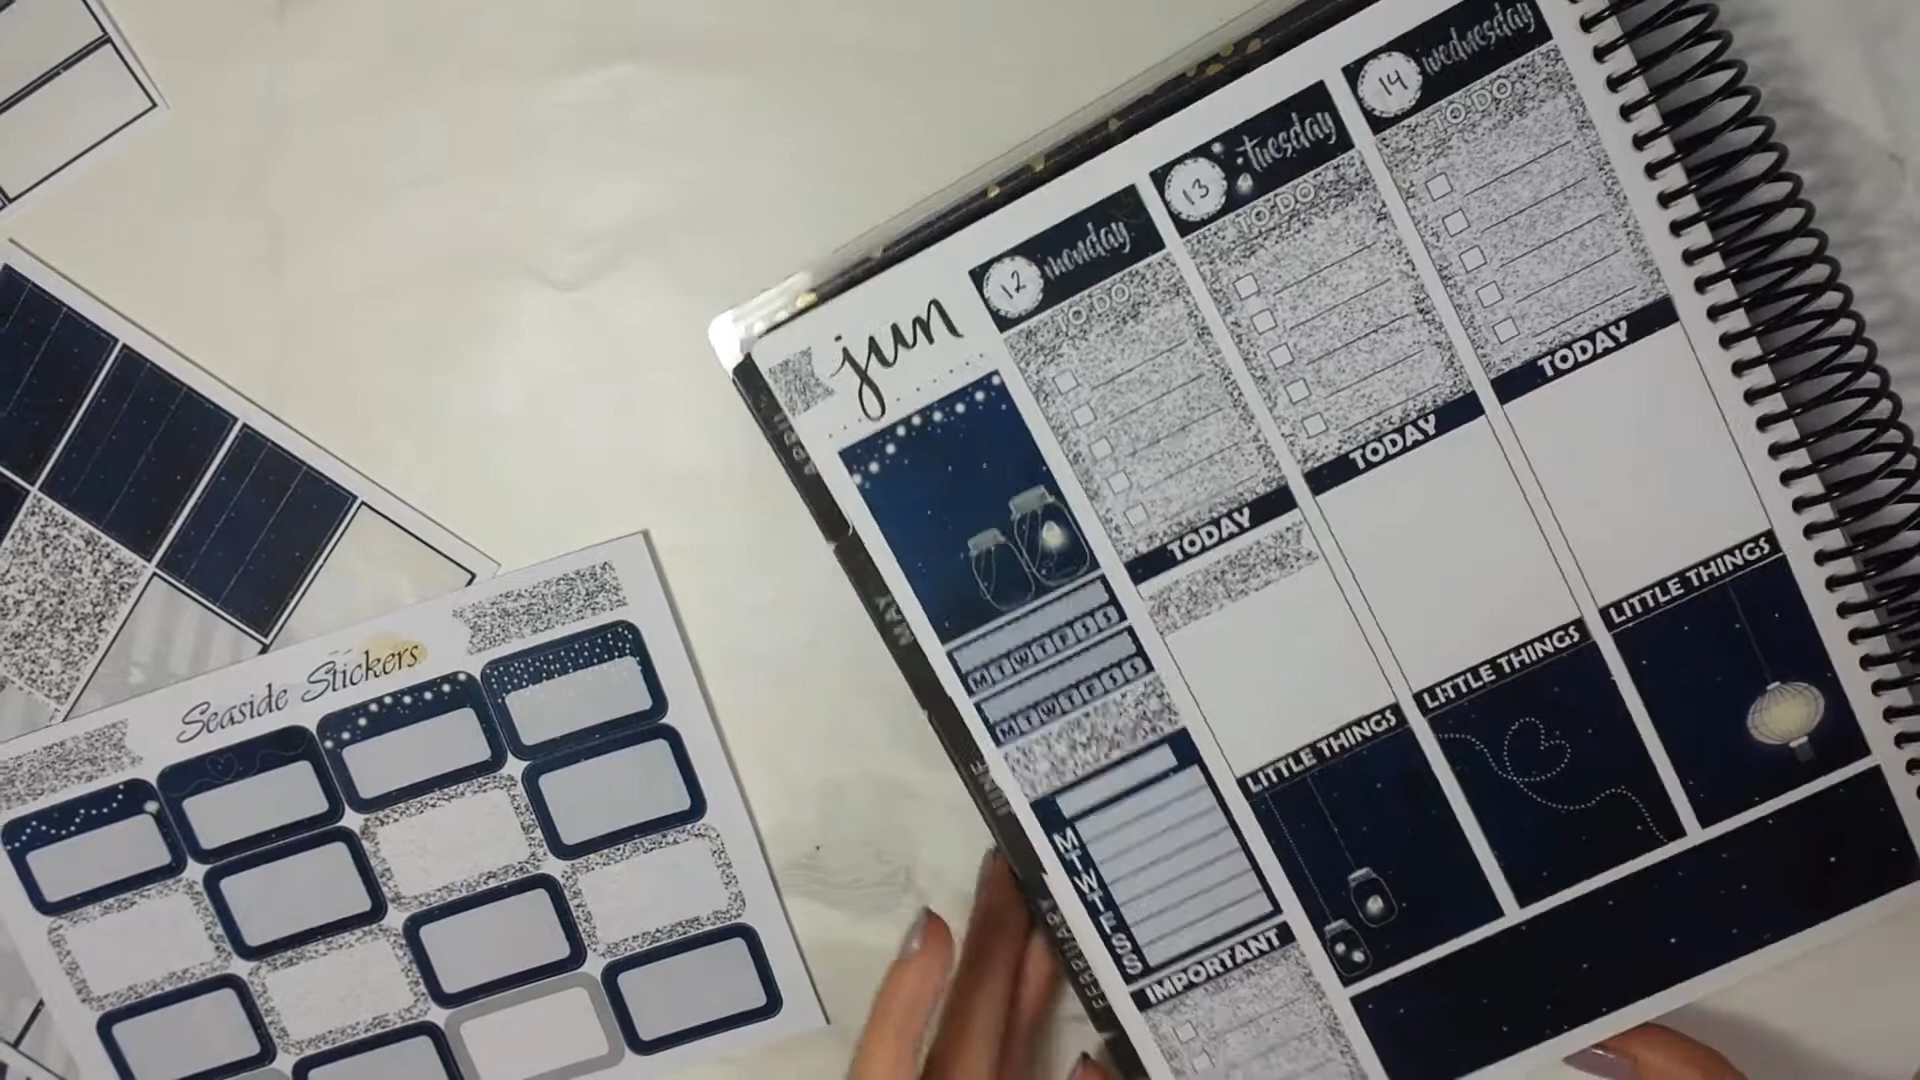 jun
12 monday
TO DO
TODAY
LITTLE THINGS
13 tuesday
TO DO
TODAY
LITTLE THINGS
14 wednesday
TO DO
TODAY
LITTLE THINGS
M T W T F S S
M T W T F S S
M
T
W
T
F
S
S
IMPORTANT
APRIL
MAY
JUNE
FEBRUARY
Seaside Stickers